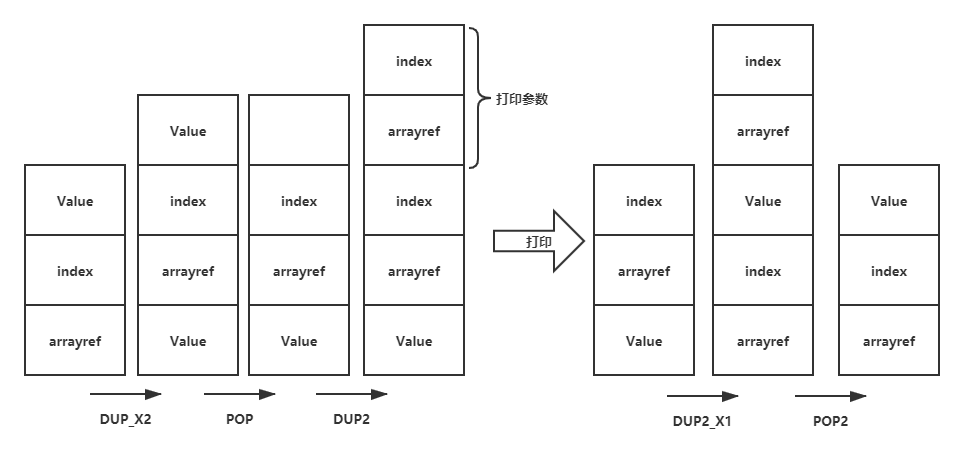 index
index
打印参数
Value
arrayref
arrayref
Value
index
index
index
index
Value
Value
打印
index
arrayref
arrayref
arrayref
arrayref
index
index
arrayref
Value
Value
Value
Value
arrayref
arrayref
DUP_X2
POP
DUP2
DUP2_X1
POP2